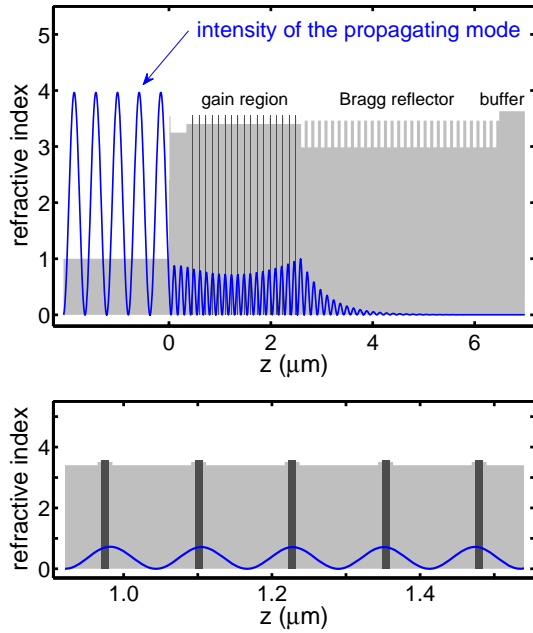 intensity of the propagating mode
gain region Bragg reflector buffer
refractive index
5
4
3
2
1
0
0 2 4 6
z (μm)
refractive index
4
2
0
1.0 1.2 1.4
z (μm)